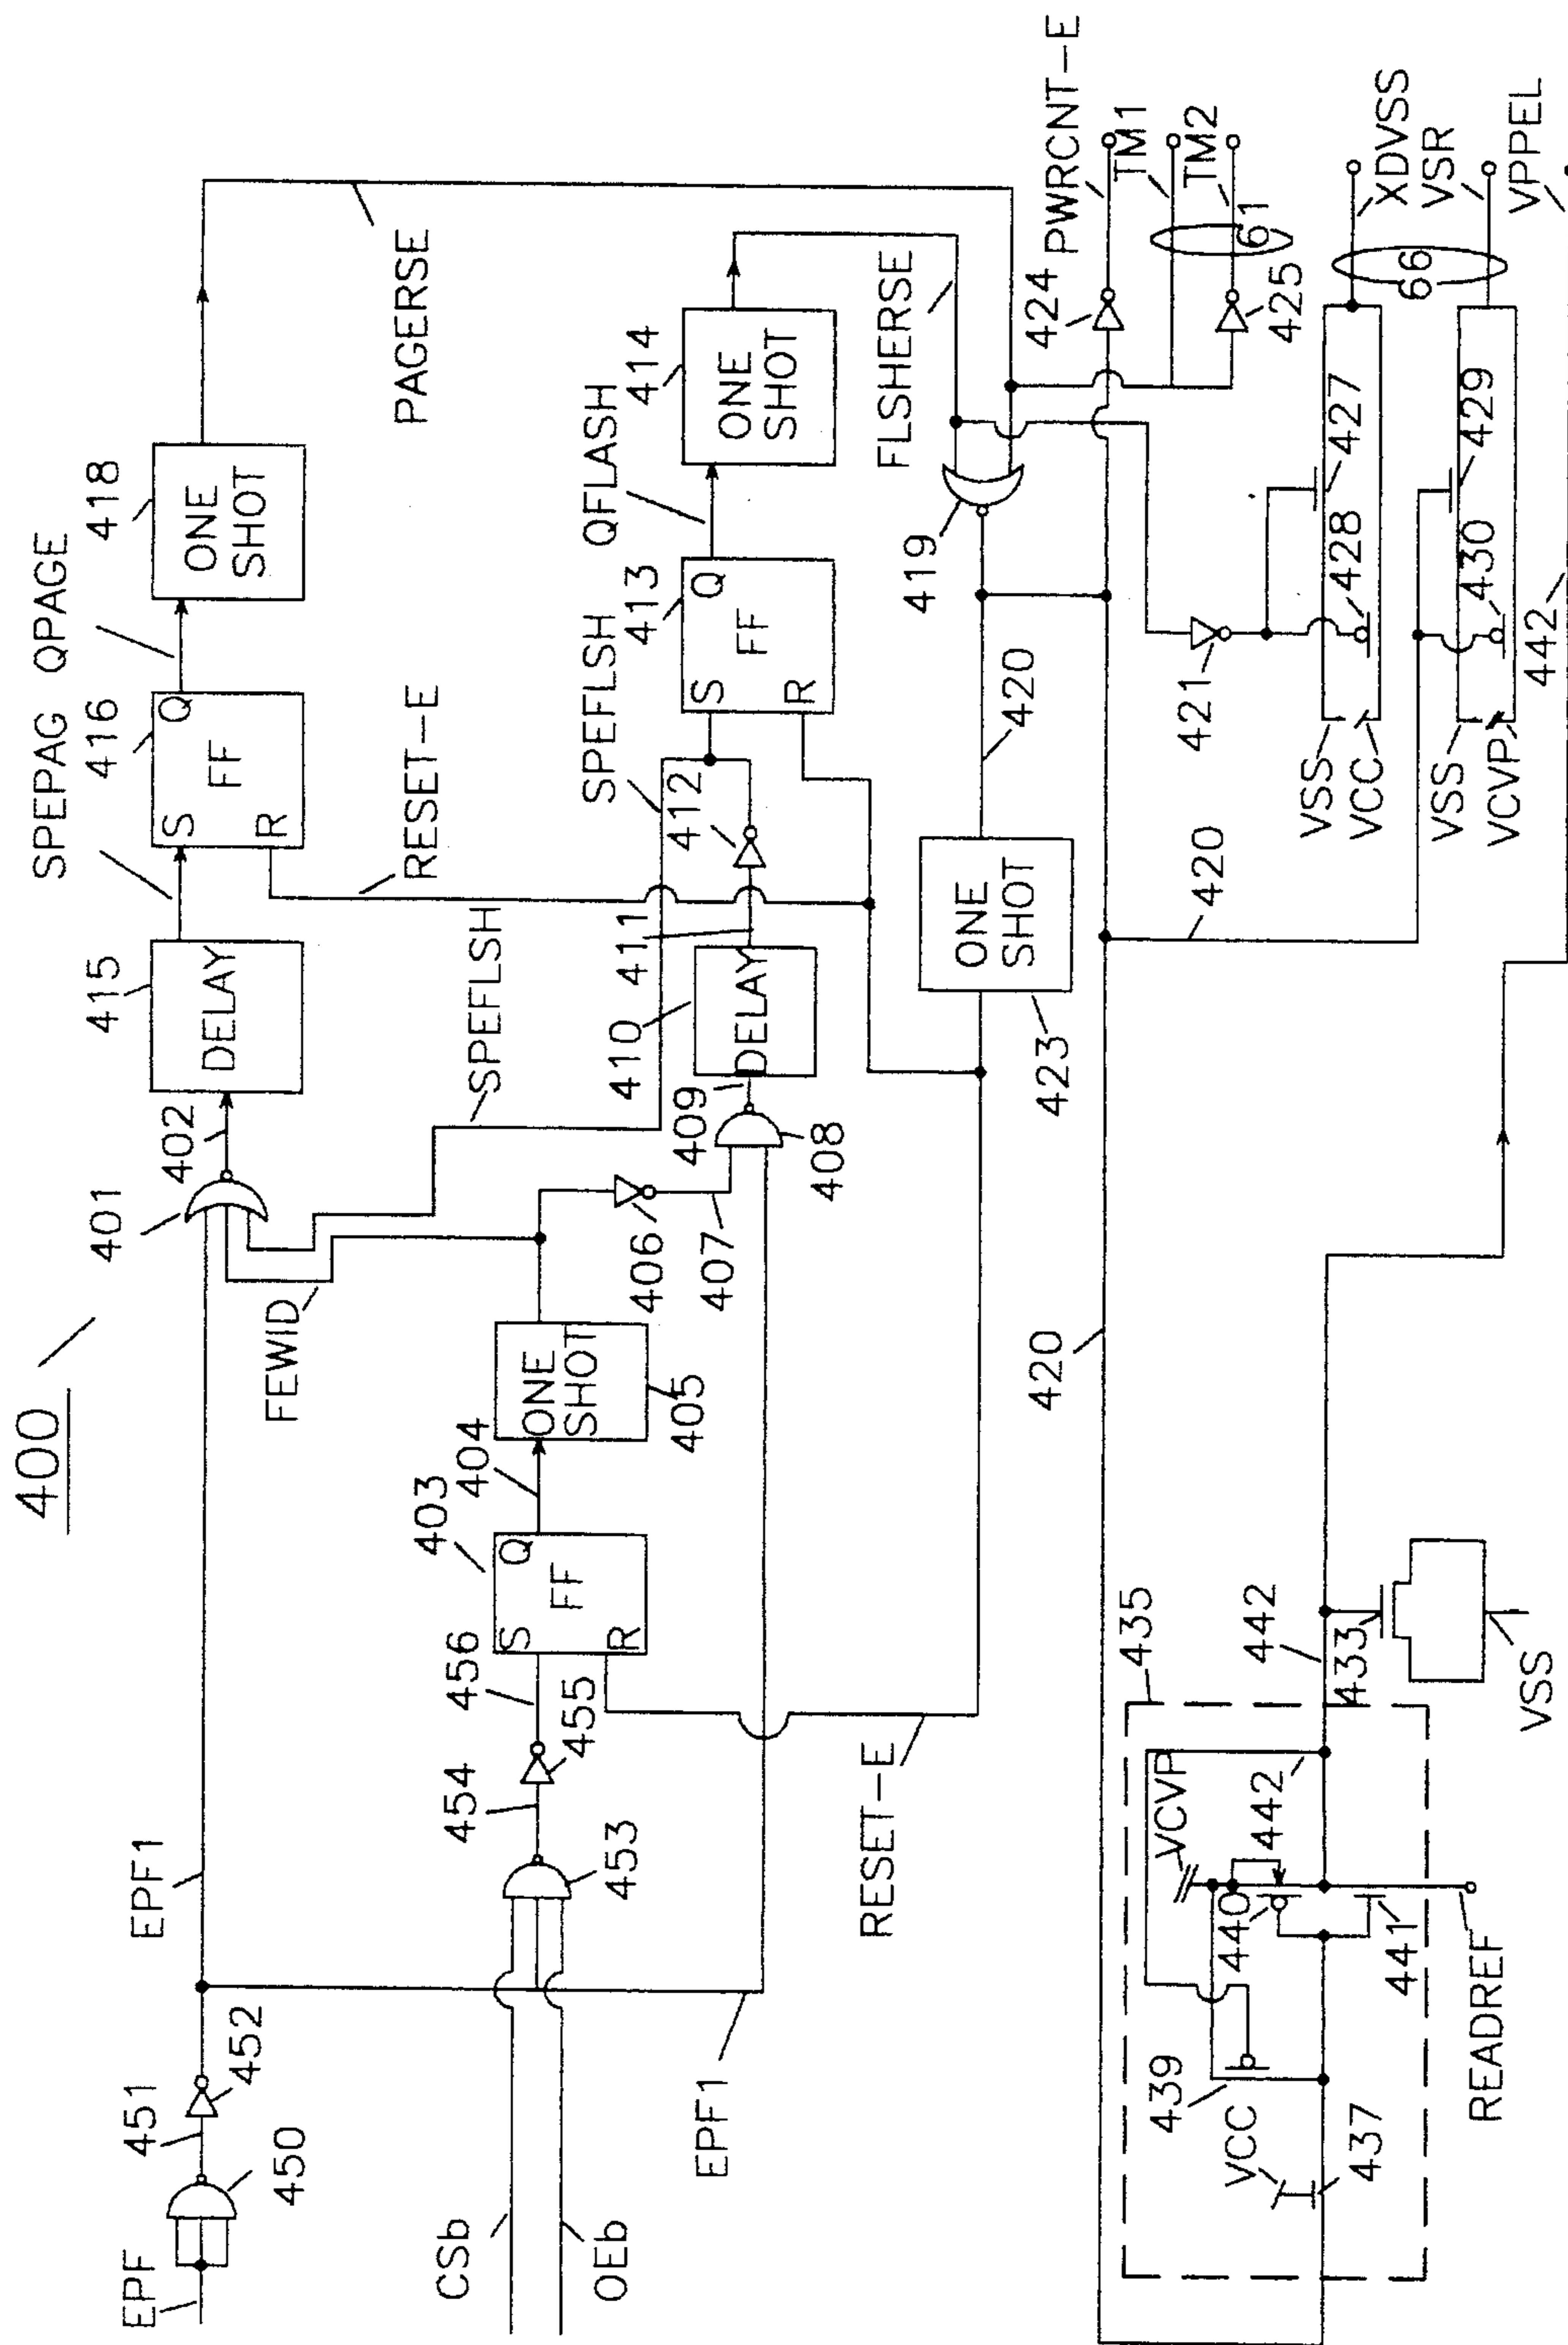 400
EPF
450
451
452
EPF1
401
402
415
DELAY
SPEPAG
416
S
Q
FF
R
QPAGE
418
ONE
SHOT
PAGERSE
RESET-E
FEWID
SPEFLSH
CSb
OEb
453
454
455
456
403
S
Q
FF
R
404
ONE
SHOT
405
406
407
408
409
410
DELAY
411
412
SPEFLSH
413
S
Q
FF
R
QFLASH
414
ONE
SHOT
FLSHERSE
EPF1
RESET-E
423
ONE
SHOT
420
419
424
PWRCNT-E
TM1
TM2
61
425
421
420
420
VSS
VCC
428
427
XDVSS
66
VSR
VSS
VCVP
430
429
VPPEL
442
435
VCC
437
439
VCVP
440
442
441
READREF
442
433
VSS